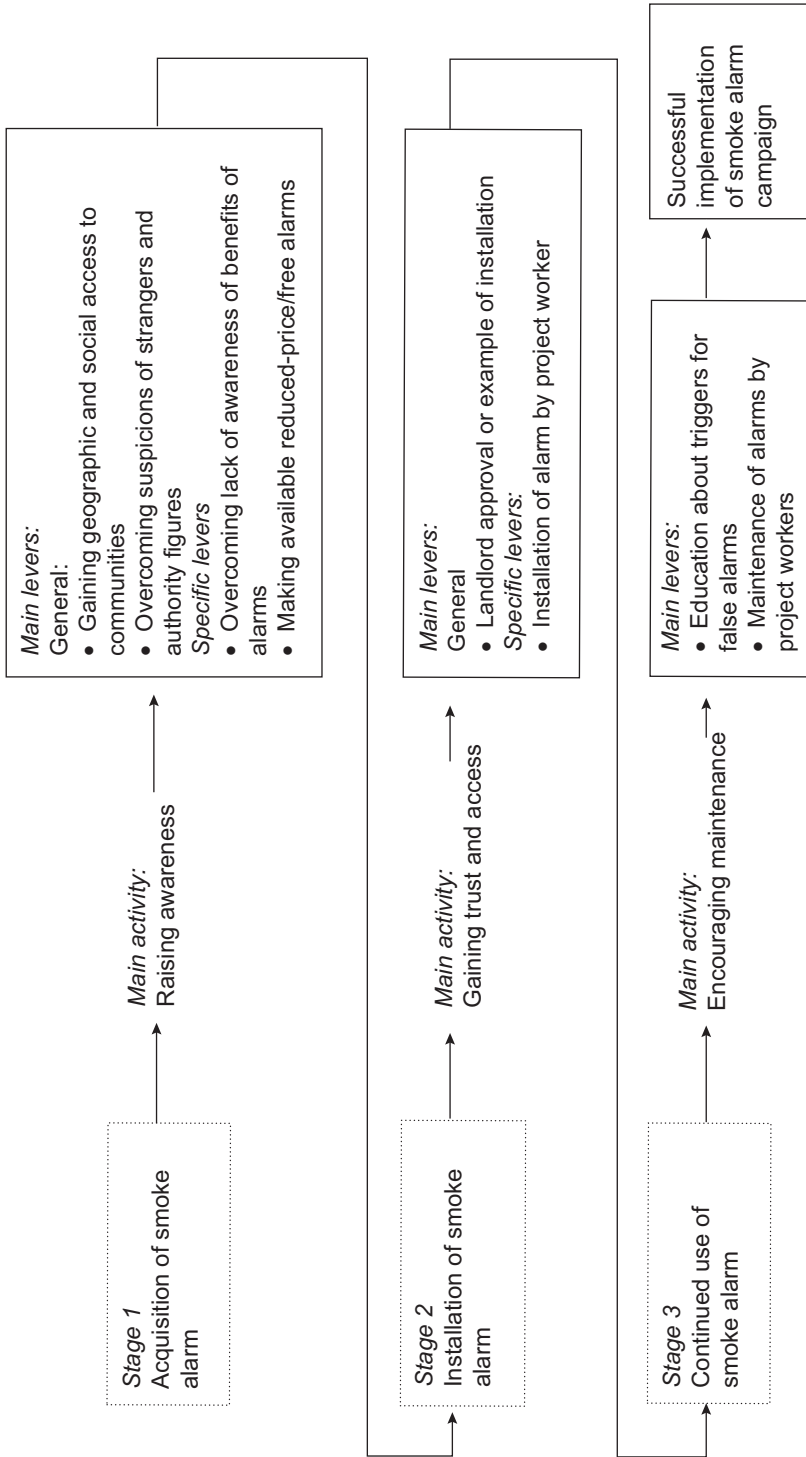 Stage 1
Acquisition of smoke
alarm
Main activity:
Raising awareness
Main levers:
General:
• Gaining geographic and social access to
communities
• Overcoming suspicions of strangers and
authority figures
Specific levers
• Overcoming lack of awareness of benefits of
alarms
• Making available reduced-price/free alarms
Stage 2
Installation of smoke
alarm
Main activity:
Gaining trust and access
Main levers:
General
• Landlord approval or example of installation
Specific levers:
• Installation of alarm by project worker
Stage 3
Continued use of
smoke alarm
Main activity:
Encouraging maintenance
Main levers:
• Education about triggers for
false alarms
• Maintenance of alarms by
project workers
Successful
implementation
of smoke alarm
campaign